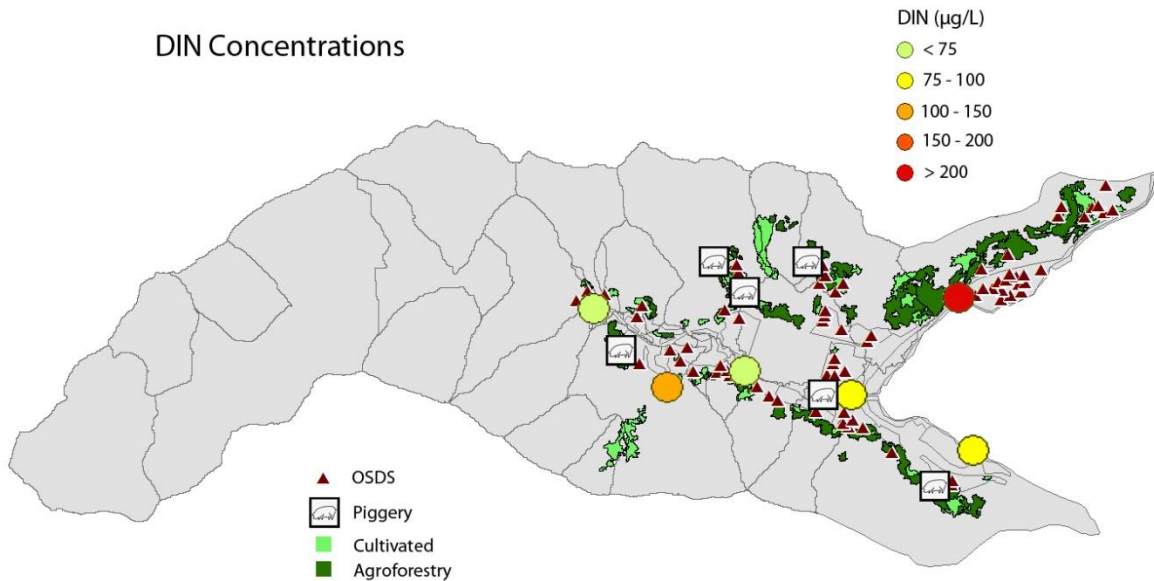 DIN Concentrations
DIN (µg/L)
< 75
75 - 100
100 - 150
150 - 200
> 200
OSDS
Piggery
Cultivated
Agroforestry